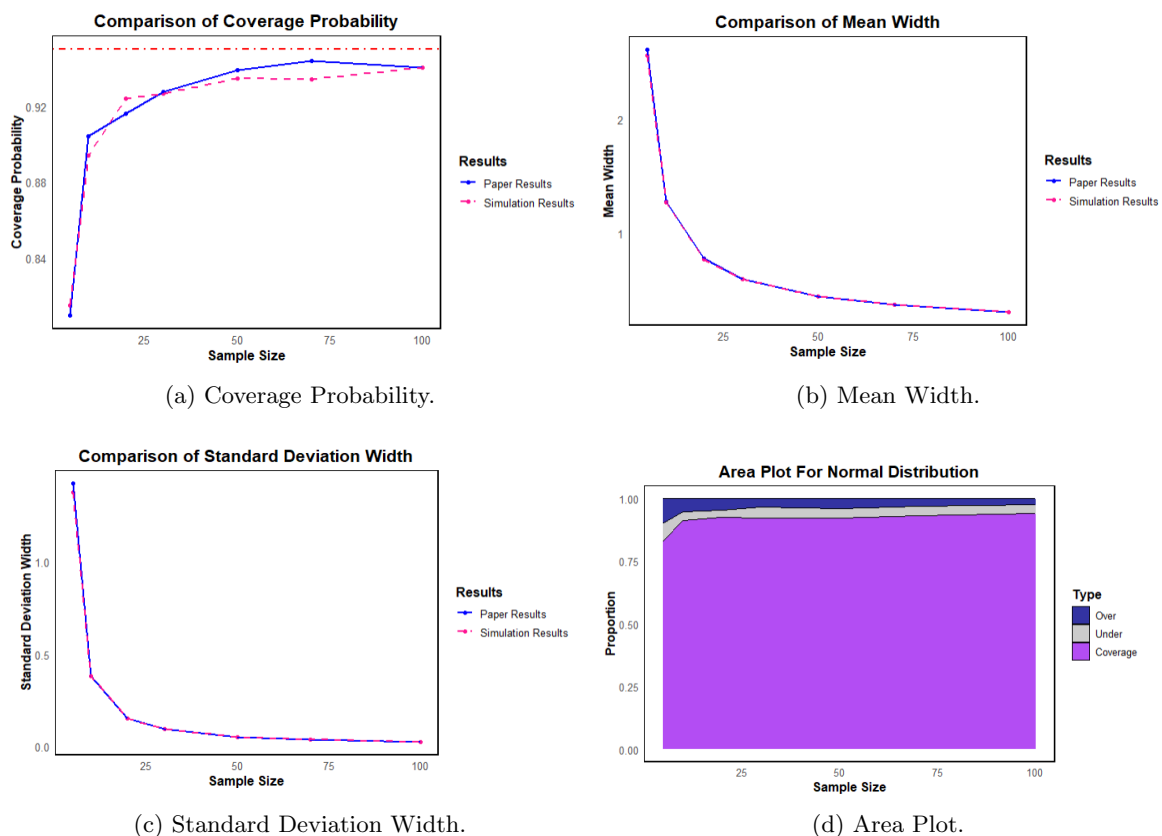 Comparison of Coverage Probability
Coverage Probability
0.92
0.88
0.84
25
50
75
100
Sample Size
Results
Paper Results
Simulation Results
(a) Coverage Probability.
Comparison of Mean Width
Mean Width
2
1
25
50
75
100
Sample Size
Results
Paper Results
Simulation Results
(b) Mean Width.
Comparison of Standard Deviation Width
Standard Deviation Width
1.0
0.5
0.0
25
50
75
100
Sample Size
Results
Paper Results
Simulation Results
(c) Standard Deviation Width.
Area Plot For Normal Distribution
Proportion
1.00
0.75
0.50
0.25
0.00
25
50
75
100
Sample Size
Type
Over
Under
Coverage
(d) Area Plot.